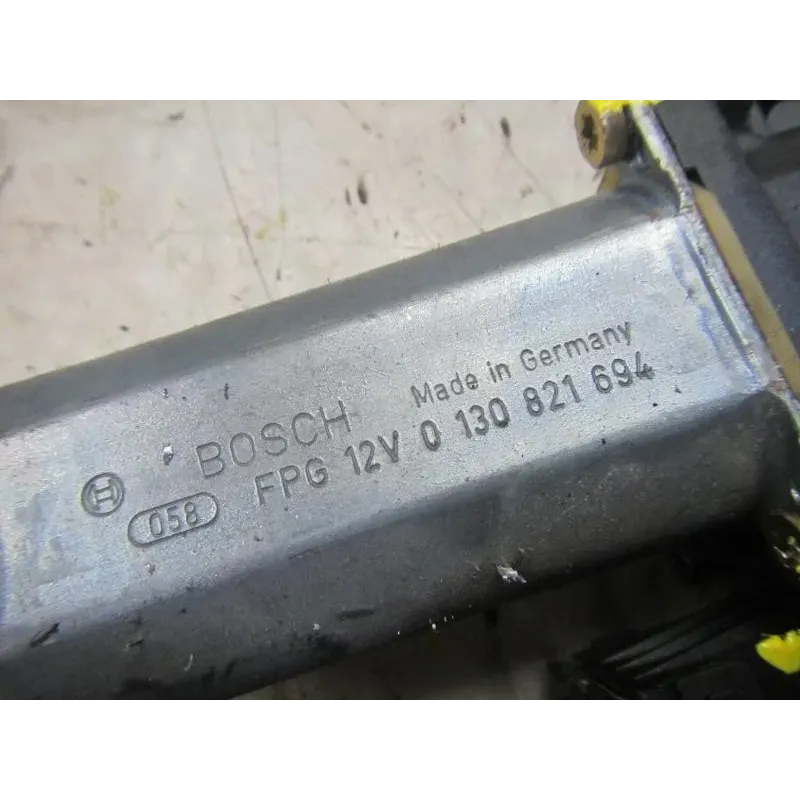 BOSCH Made in Germany
058 FPG 12V 0 130 821 694